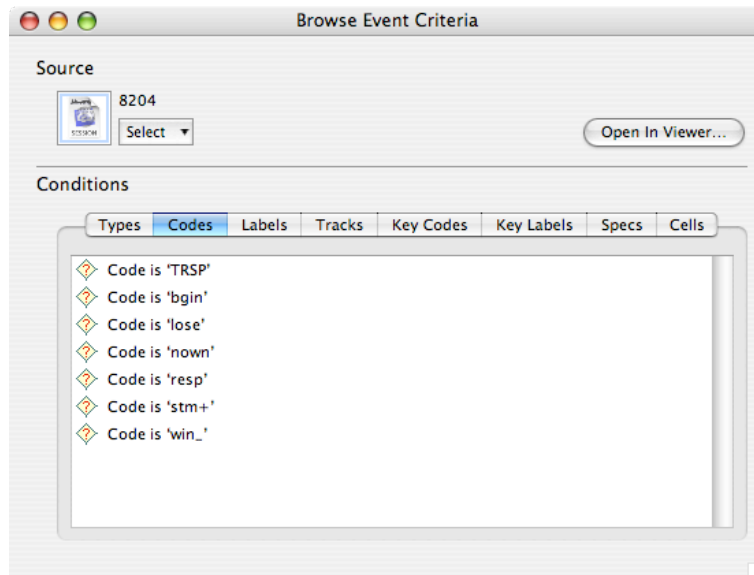 Browse Event Criteria
Source
8204
SESSION
Select
Open In Viewer...
Conditions
Types Codes Labels Tracks Key Codes Key Labels Specs Cells
? Code is 'TRSP'
? Code is 'bgin'
? Code is 'lose'
? Code is 'nown'
? Code is 'resp'
? Code is 'stm+'
? Code is 'win_'